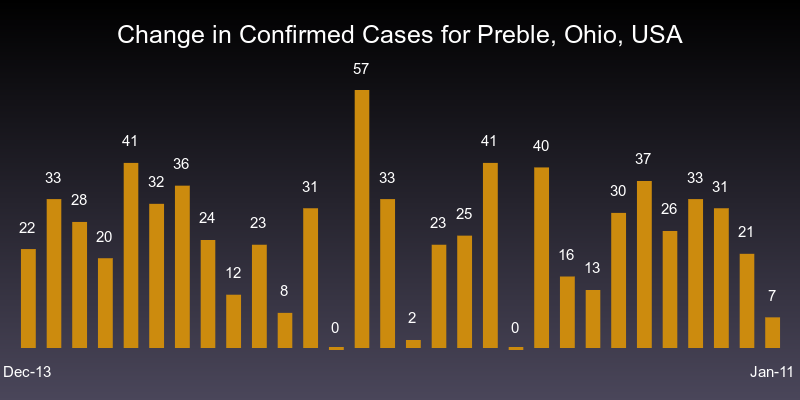 Change in Confirmed Cases for Preble, Ohio, USA
22 33 28 20 41 32 36 24 12 23 8 31 0 57 33 2 23 25 41 0 40 16 13 30 37 26 33 31 21 7
Dec-13 Jan-11